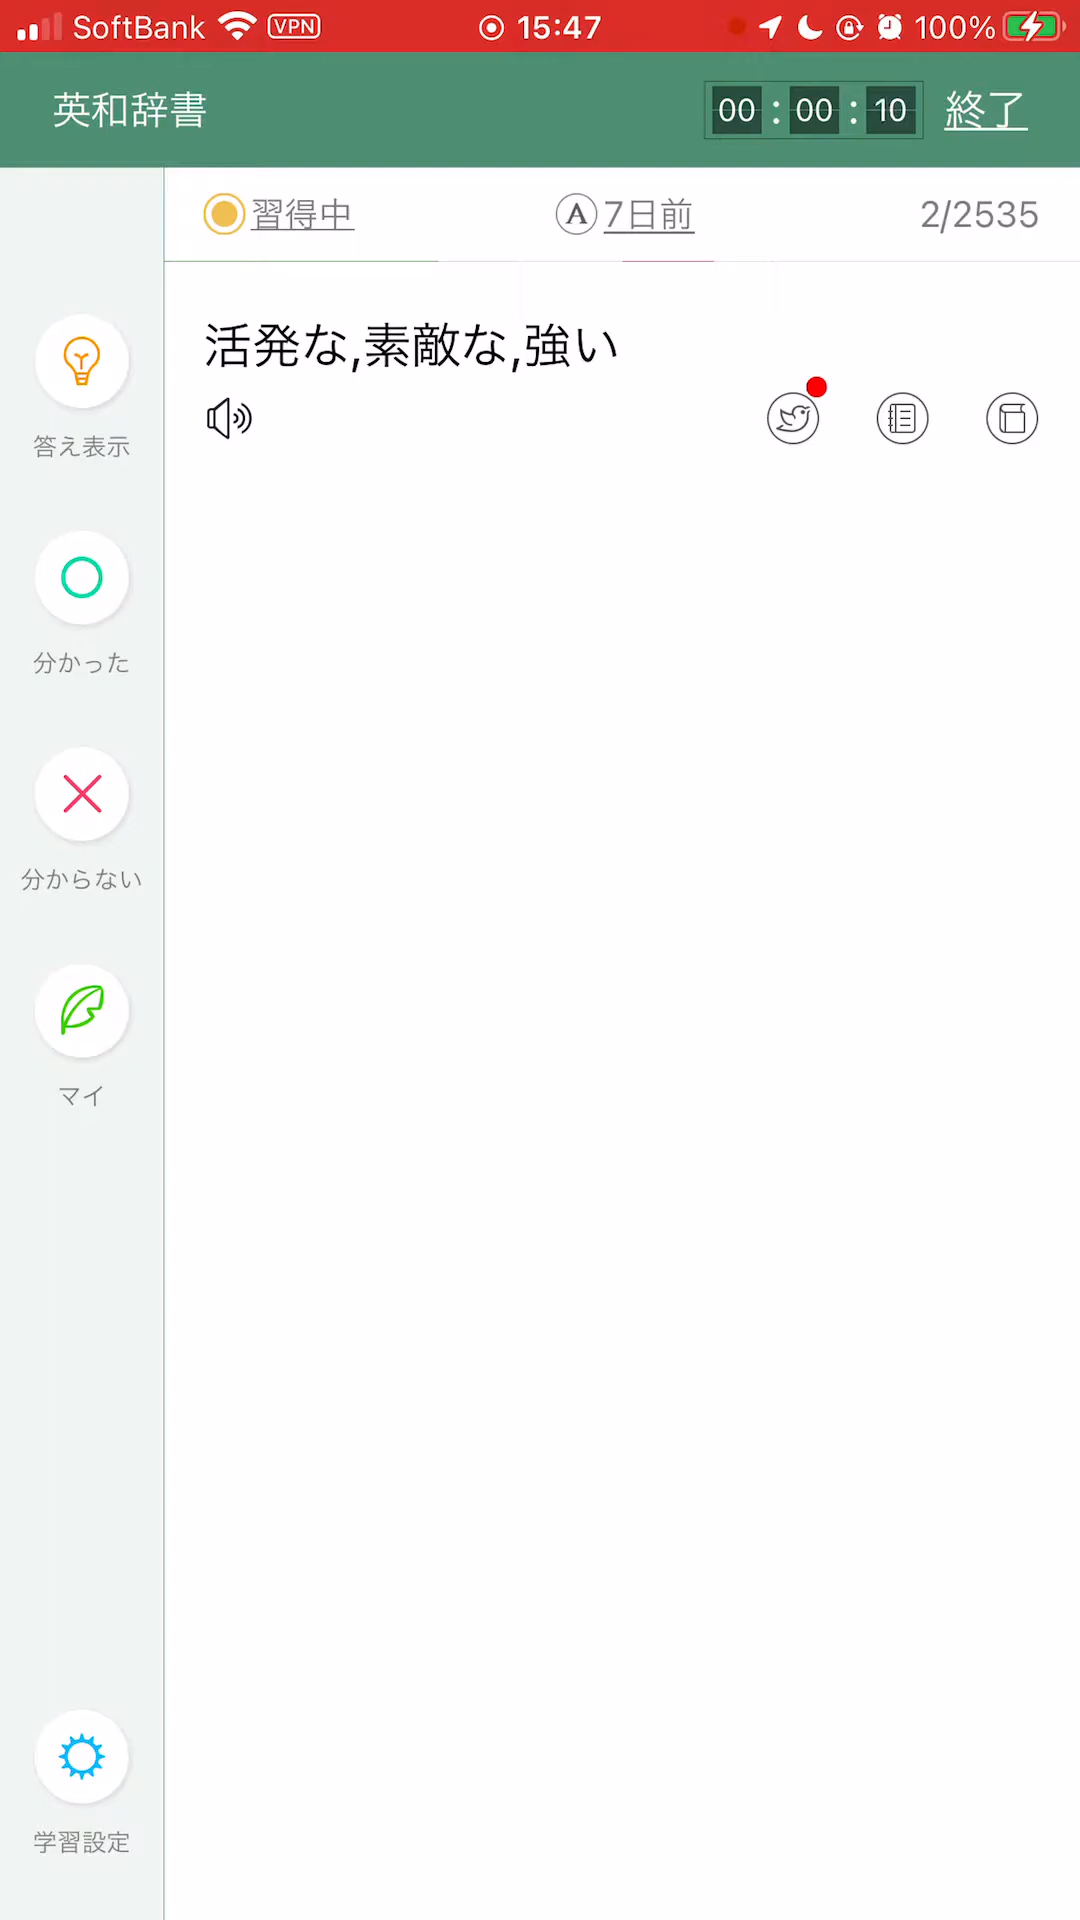 SoftBank VPN 15:47 100%
英和辞書 00:00:10 終了
習得中 A 7日前 2/2535
活発な,素敵な,強い
答え表示
分かった
分からない
マイ
学習設定